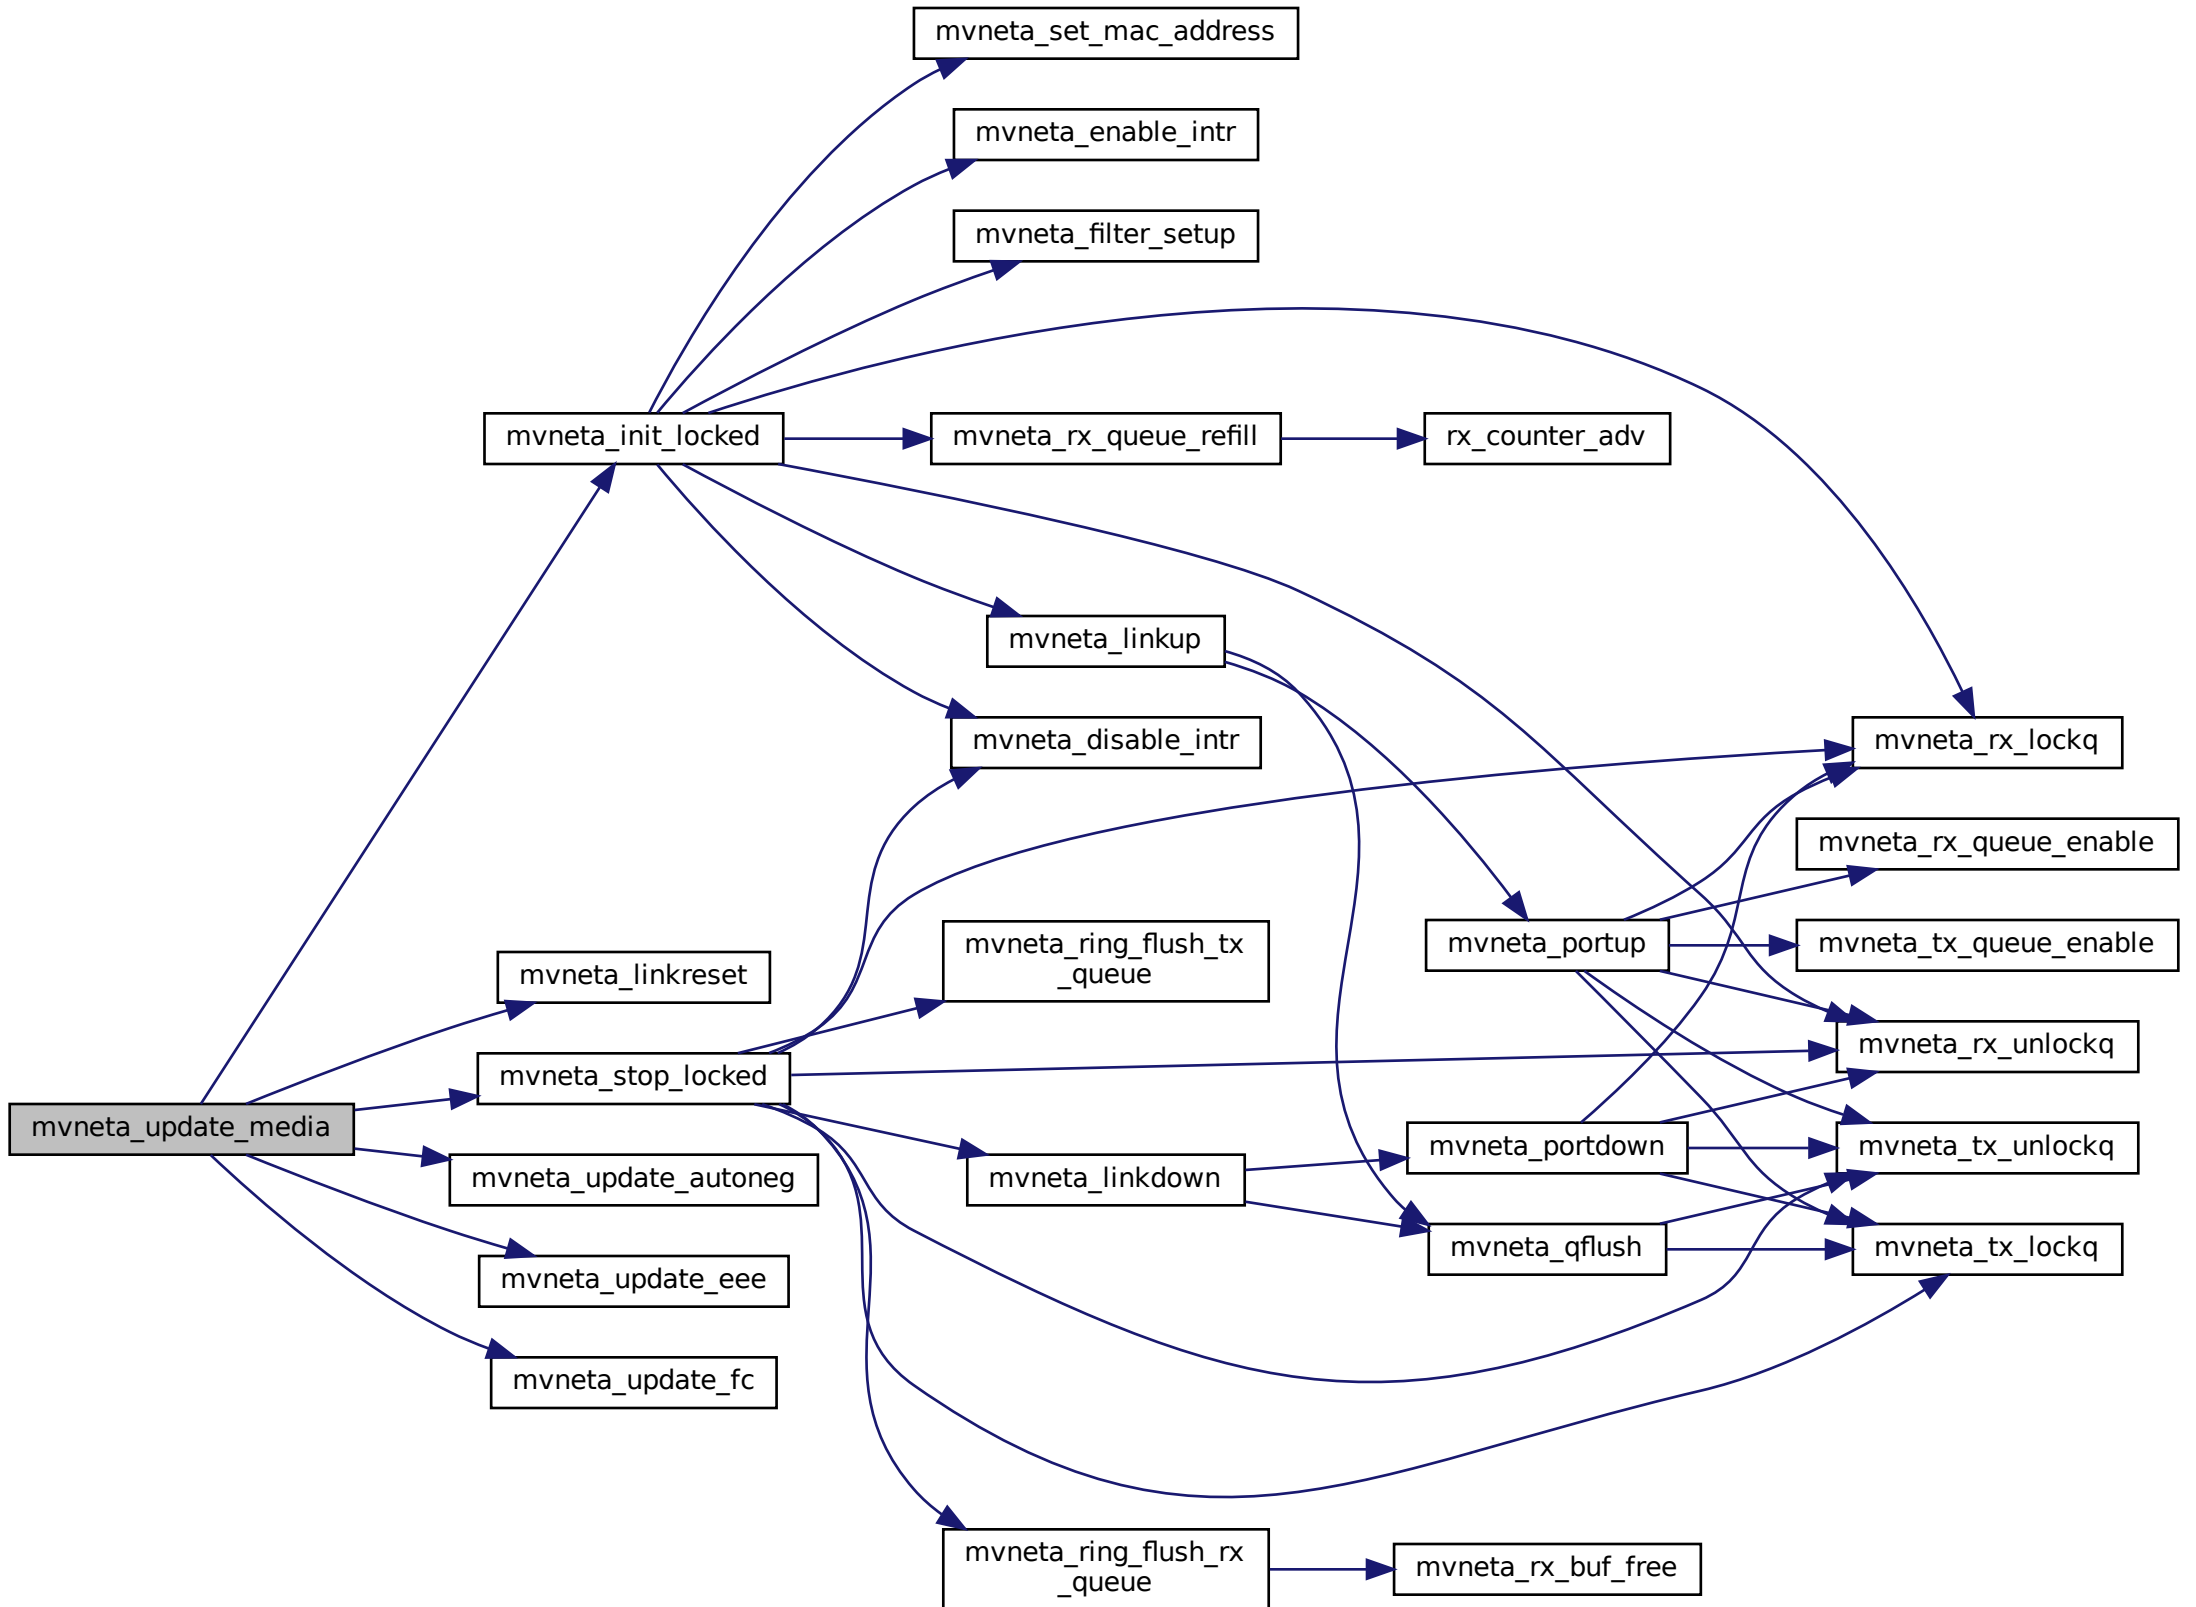 mvneta_set_mac_address
mvneta_enable_intr
mvneta_filter_setup
mvneta_init_locked
mvneta_rx_queue_refill
rx_counter_adv
mvneta_linkup
mvneta_disable_intr
mvneta_rx_lockq
mvneta_rx_queue_enable
mvneta_ring_flush_tx
_queue
mvneta_portup
mvneta_tx_queue_enable
mvneta_linkreset
mvneta_rx_unlockq
mvneta_stop_locked
mvneta_update_media
mvneta_portdown
mvneta_tx_unlockq
mvneta_update_autoneg
mvneta_linkdown
mvneta_qflush
mvneta_tx_lockq
mvneta_update_eee
mvneta_update_fc
mvneta_ring_flush_rx
_queue
mvneta_rx_buf_free